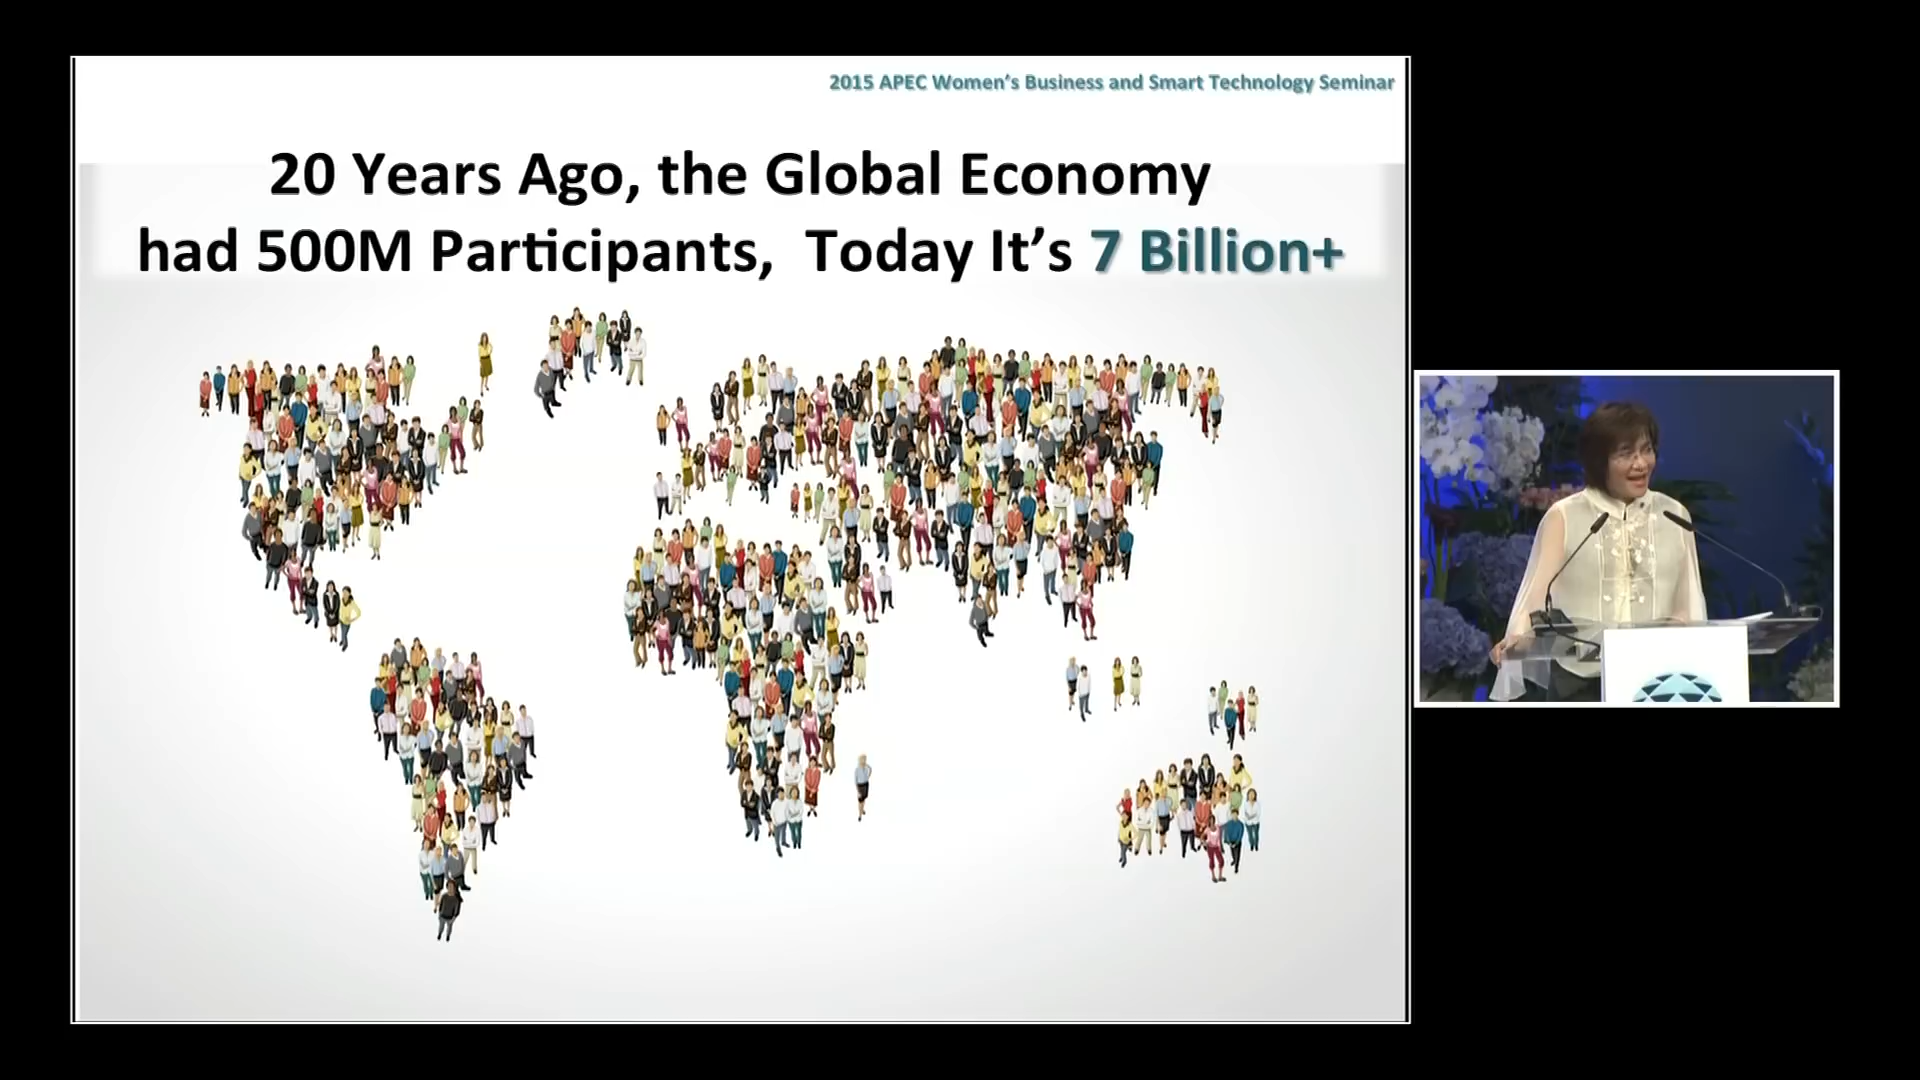 2015 APEC Women's Business and Smart Technology Seminar
20 Years Ago, the Global Economy
had 500M Participants, Today It's 7 Billion+